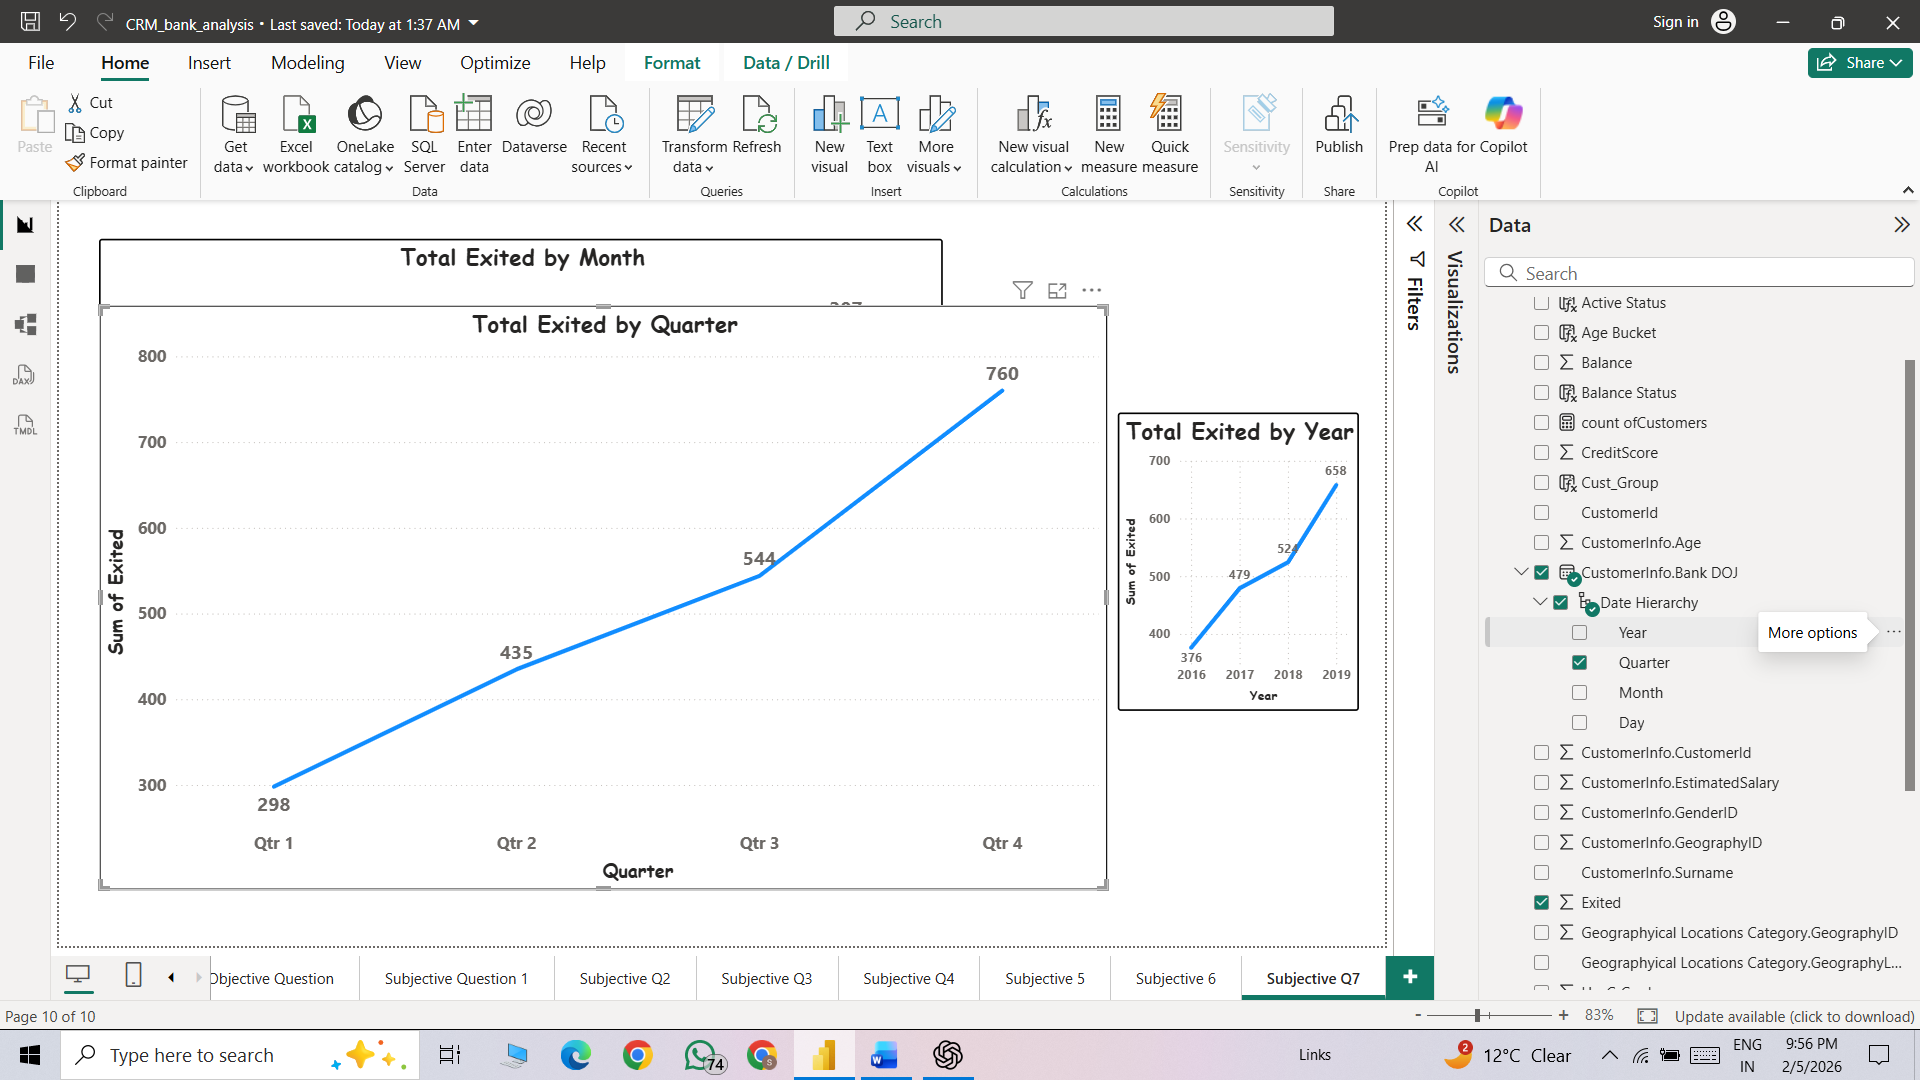 CRM_bank_analysis • Last saved: Today at 1:37 AM
Search
Sign in
File
Home
Insert
Modeling
View
Optimize
Help
Format
Data / Drill
Share
Paste
Cut
Copy
Format painter
Clipboard
Get data
Excel workbook
OneLake catalog
SQL Server
Enter data
Dataverse
Recent sources
Data
Transform data
Refresh
Queries
New visual
Text box
More visuals
Insert
New visual calculation
New measure
Quick measure
Calculations
Sensitivity
Sensitivity
Publish
Share
Prep data for AI
Copilot
Copilot
DAX
TMDL
Total Exited by Month
Total Exited by Quarter
800
700
600
500
400
300
Sum of Exited
298
435
544
760
Qtr 1
Qtr 2
Qtr 3
Qtr 4
Quarter
Total Exited by Year
700
600
500
400
Sum of Exited
376
479
524
658
2016
2017
2018
2019
Year
Filters
Visualizations
Data
Search
Active Status
Age Bucket
Balance
Balance Status
count ofCustomers
CreditScore
Cust_Group
CustomerId
CustomerInfo.Age
CustomerInfo.Bank DOJ
Date Hierarchy
Year
More options
Quarter
Month
Day
CustomerInfo.CustomerId
CustomerInfo.EstimatedSalary
CustomerInfo.GenderID
CustomerInfo.GeographyID
CustomerInfo.Surname
Exited
Geographyical Locations Category.GeographyID
Geographyical Locations Category.GeographyL...
Objective Question
Subjective Question 1
Subjective Q2
Subjective Q3
Subjective Q4
Subjective 5
Subjective 6
Subjective Q7
Page 10 of 10
83%
Update available (click to download)
Type here to search
74
Links
2
12°C Clear
ENG
IN
9:56 PM
2/5/2026